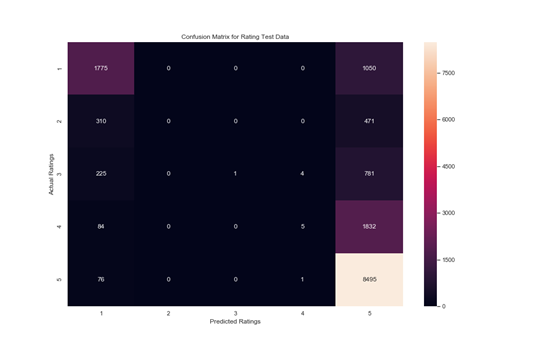 Confusion Matrix for Rating Test Data
1 1775 0 0 0 1050
2 310 0 0 0 471
3 225 0 1 4 781
4 84 0 0 5 1832
5 76 0 0 1 8495
1 2 3 4 5
Predicted Ratings
Actual Ratings
7500
6000
4500
3000
1500
0